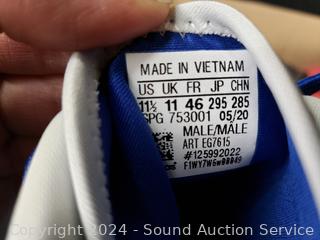 MADE IN VIETNAM
US UK FR JP CHN
11½ 11 46 295 285
SPG 753001 05/20
MALE/MÂLE
ART EG7615
#125992022
Copyright 2024 - Sound Auction Service